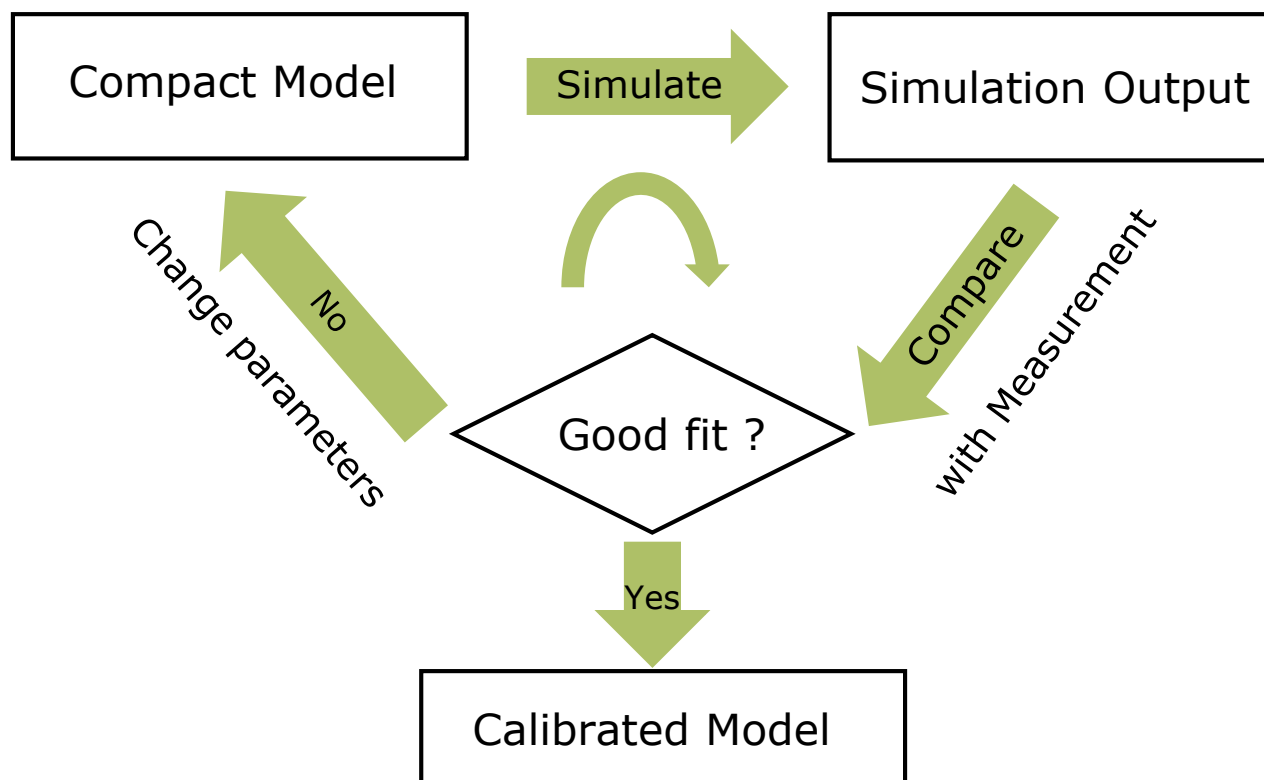 Compact Model
Simulate
Simulation Output
Compare
with Measurement
Good fit ?
No
Change parameters
Yes
Calibrated Model